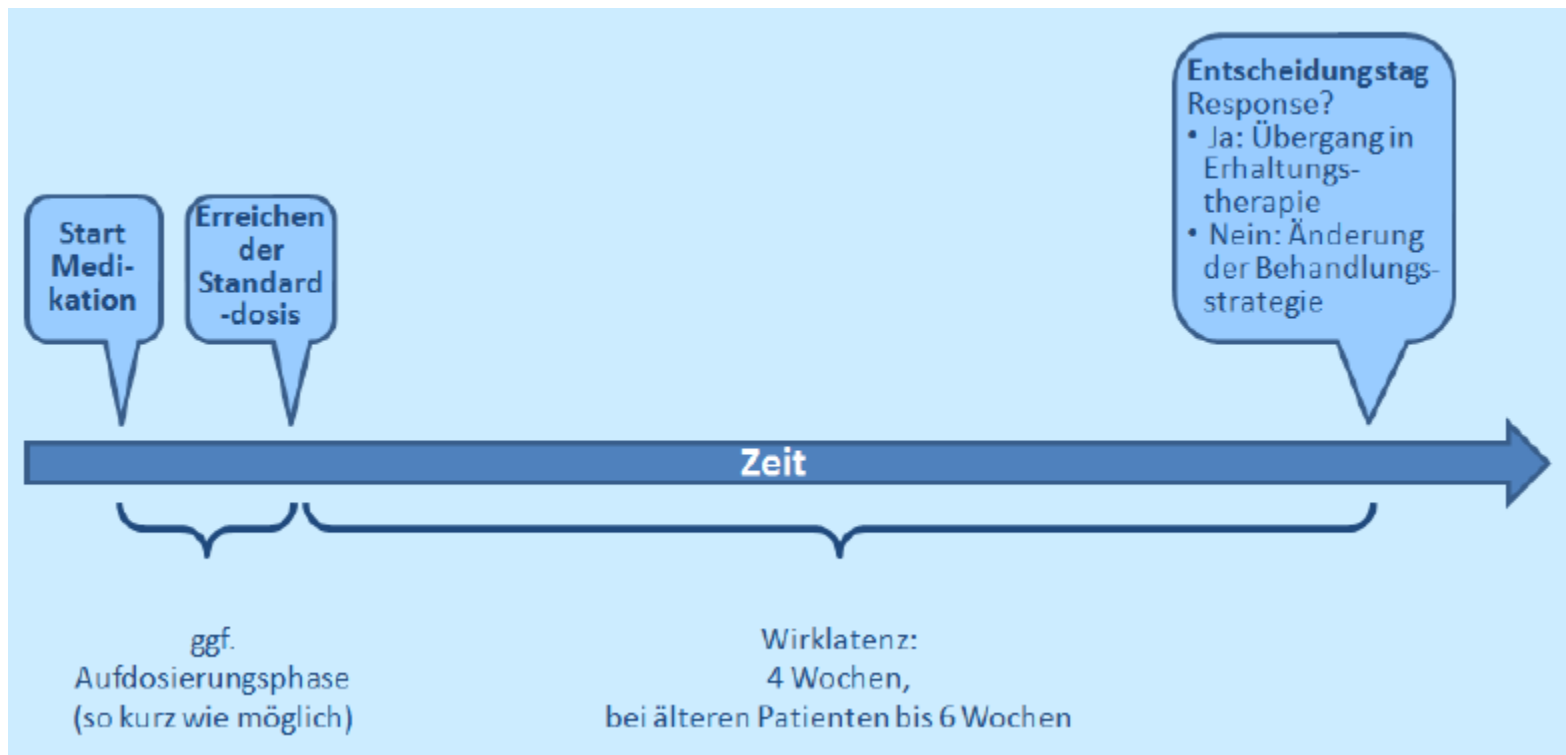 Start
Medi-
kation
Erreichen
der
Standard
-dosis
Entscheidungstag
Response?
• Ja: Übergang in
Erhaltungs-
therapie
• Nein: Änderung
der Behandlungs-
strategie
Zeit
ggf.
Aufdosierungsphase
(so kurz wie möglich)
Wirklatenz:
4 Wochen,
bei älteren Patienten bis 6 Wochen